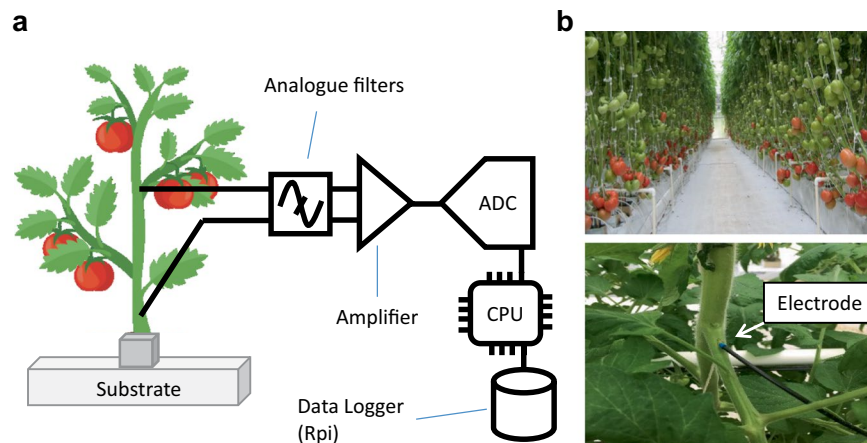 a
Analogue filters
ADC
Amplifier
CPU
Substrate
Data Logger
(Rpi)
b
Electrode